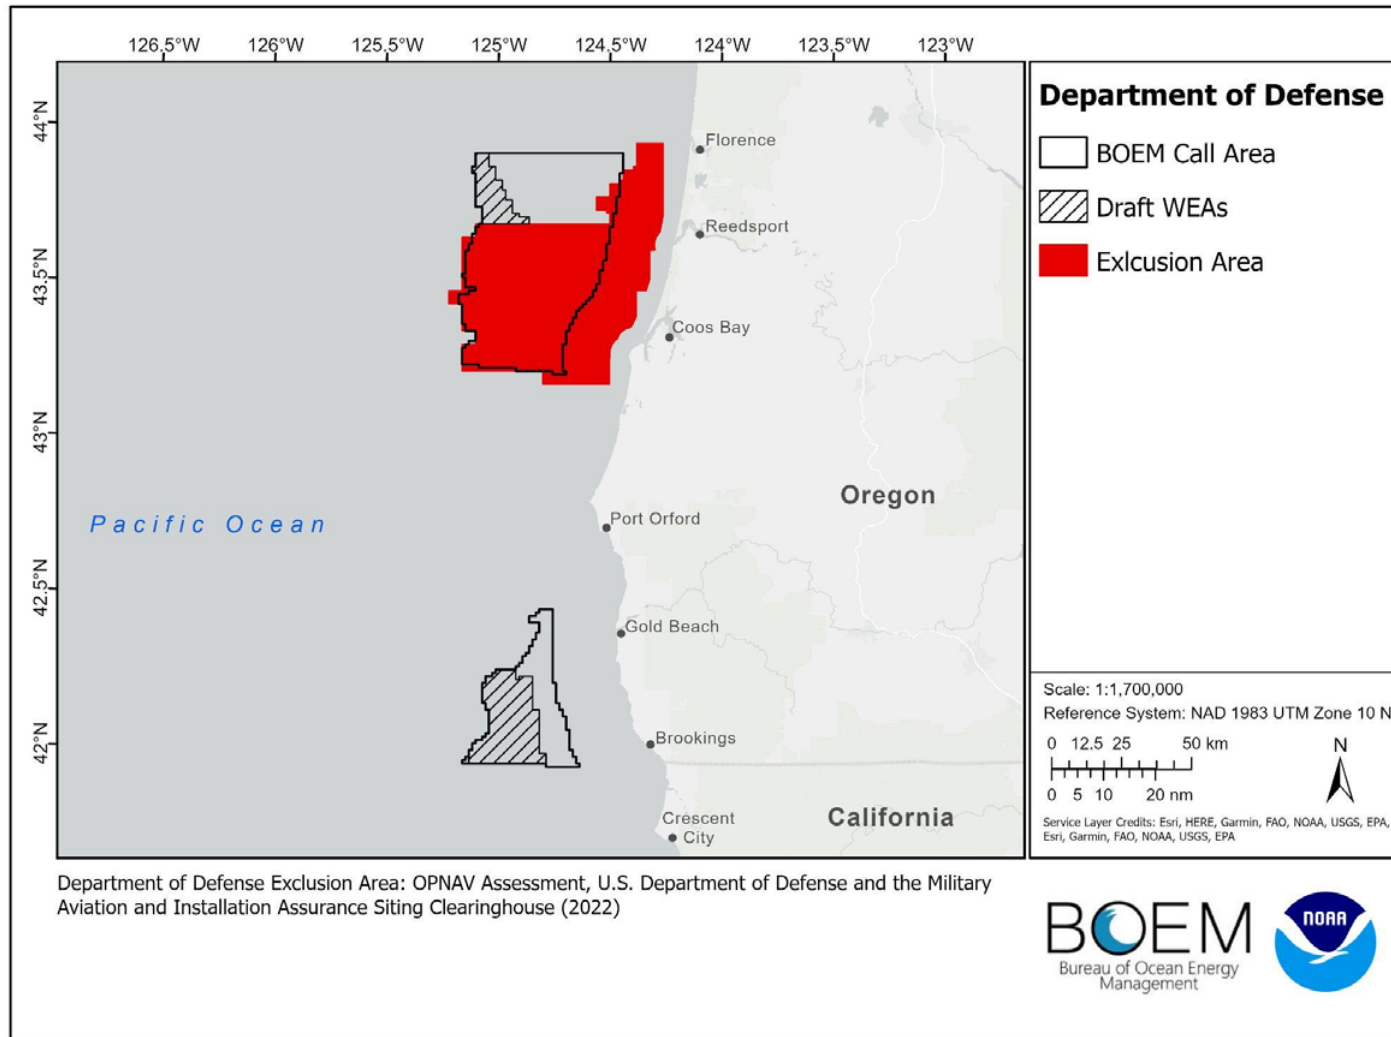 126.5°W 126°W 125.5°W 125°W 124.5°W 124°W 123.5°W 123°W
44°N
43.5°N
43°N
42.5°N
42°N
Florence
Reedsport
Coos Bay
Oregon
Pacific Ocean
Port Orford
Gold Beach
Brookings
Crescent
City
California
Department of Defense
BOEM Call Area
Draft WEAs
Exlcusion Area
Scale: 1:1,700,000
Reference System: NAD 1983 UTM Zone 10 N
0 12.5 25 50 km
0 5 10 20 nm
N
Service Layer Credits: Esri, HERE, Garmin, FAO, NOAA, USGS, EPA,
Esri, Garmin, FAO, NOAA, USGS, EPA
Department of Defense Exclusion Area: OPNAV Assessment, U.S. Department of Defense and the Military
Aviation and Installation Assurance Siting Clearinghouse (2022)
BOEM
Bureau of Ocean Energy
Management
NOAA